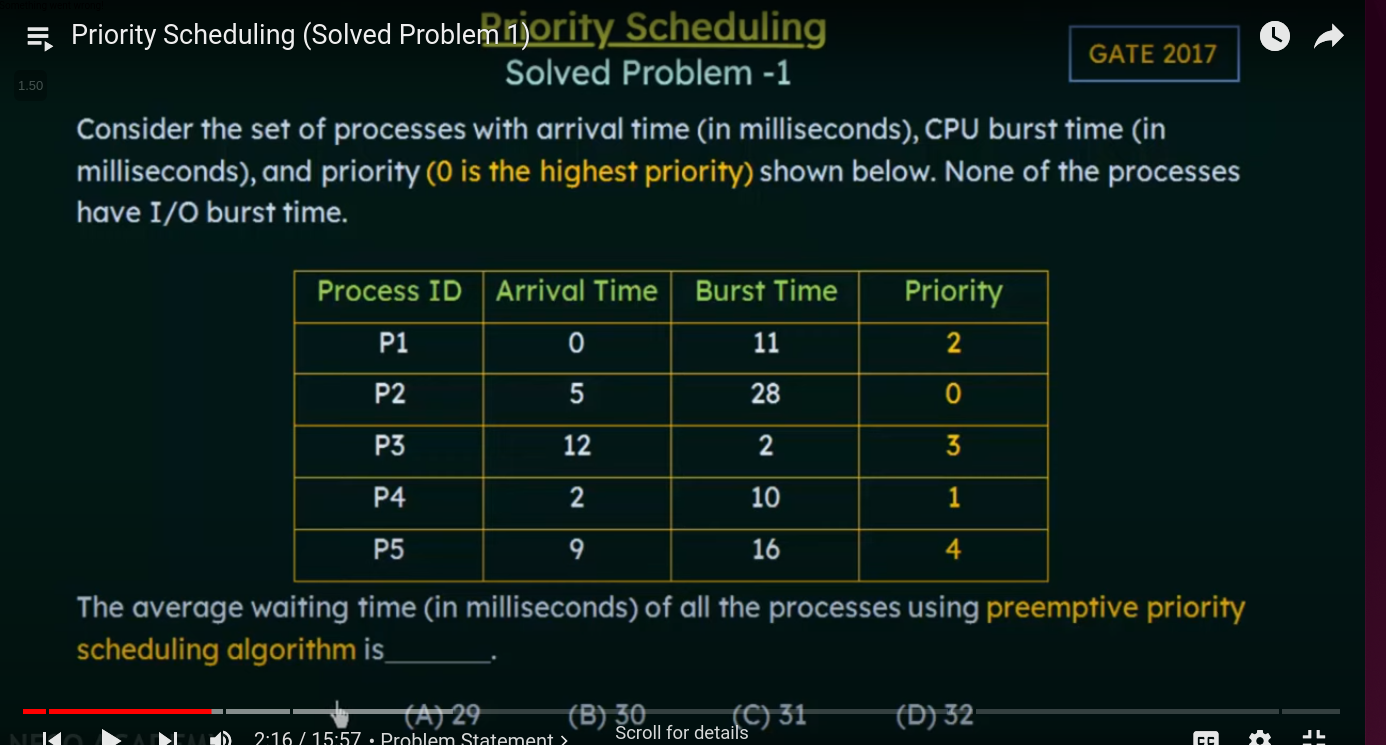 Priority Scheduling (Solved Problem 1)
Priority Scheduling
Solved Problem -1
GATE 2017
1.50
Consider the set of processes with arrival time (in milliseconds), CPU burst time (in
milliseconds), and priority (0 is the highest priority) shown below. None of the processes
have I/O burst time.
Process ID Arrival Time Burst Time Priority
P1 0 11 2
P2 5 28 0
P3 12 2 3
P4 2 10 1
P5 9 16 4
The average waiting time (in milliseconds) of all the processes using preemptive priority
scheduling algorithm is_______.
(A) 29 (B) 30 (C) 31 (D) 32
Scroll for details
2:16 / 15:57 • Problem Statement